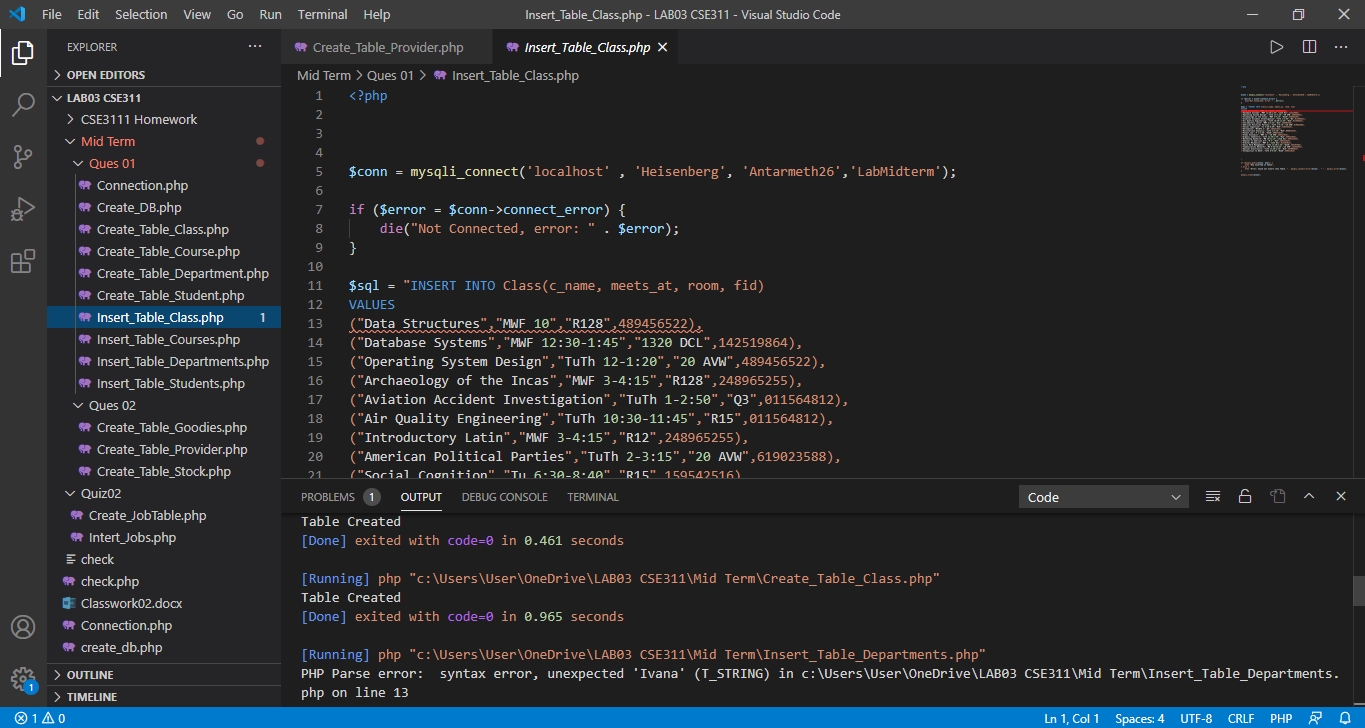 File Edit Selection View Go Run Terminal Help Insert_Table_Class.php - LAB03 CSE311 - Visual Studio Code
EXPLORER
OPEN EDITORS
LAB03 CSE311
CSE3111 Homework
Mid Term
Ques 01
Connection.php
Create_DB.php
Create_Table_Class.php
Create_Table_Course.php
Create_Table_Department.php
Create_Table_Student.php
Insert_Table_Class.php 1
Insert_Table_Courses.php
Insert_Table_Departments.php
Insert_Table_Students.php
Ques 02
Create_Table_Goodies.php
Create_Table_Provider.php
Create_Table_Stock.php
Quiz02
Create_JobTable.php
Intert_Jobs.php
check
check.php
Classwork02.docx
Connection.php
create_db.php
OUTLINE
TIMELINE
1
Create_Table_Provider.php Insert_Table_Class.php
Mid Term > Ques 01 > Insert_Table_Class.php
1 <?php
2
3
4
5 $conn = mysqli_connect('localhost' , 'Heisenberg', 'Antarmeth26','LabMidterm');
6
7 if ($error = $conn->connect_error) {
8 die("Not Connected, error: " . $error);
9 }
10
11 $sql = "INSERT INTO Class(c_name, meets_at, room, fid)
12 VALUES
13 ("Data Structures","MWF 10","R128",489456522),
14 ("Database Systems","MWF 12:30-1:45","1320 DCL",142519864),
15 ("Operating System Design","TuTh 12-1:20","20 AVW",489456522),
16 ("Archaeology of the Incas","MWF 3-4:15","R128",248965255),
17 ("Aviation Accident Investigation","TuTh 1-2:50","Q3",011564812),
18 ("Air Quality Engineering","TuTh 10:30-11:45","R15",011564812),
19 ("Introductory Latin","MWF 3-4:15","R12",248965255),
20 ("American Political Parties","TuTh 2-3:15","20 AVW",619023588),
21 ("Social Cognition","Tu 6:30-8:40","R15",159542516),
PROBLEMS 1 OUTPUT DEBUG CONSOLE TERMINAL Code
Table Created
[Done] exited with code=0 in 0.461 seconds
[Running] php "c:\Users\User\OneDrive\LAB03 CSE311\Mid Term\Create_Table_Class.php"
Table Created
[Done] exited with code=0 in 0.965 seconds
[Running] php "c:\Users\User\OneDrive\LAB03 CSE311\Mid Term\Insert_Table_Departments.php"
PHP Parse error:  syntax error, unexpected 'Ivana' (T_STRING) in c:\Users\User\OneDrive\LAB03 CSE311\Mid Term\Insert_Table_Departments.
php on line 13
1 0 Ln 1, Col 1 Spaces: 4 UTF-8 CRLF PHP